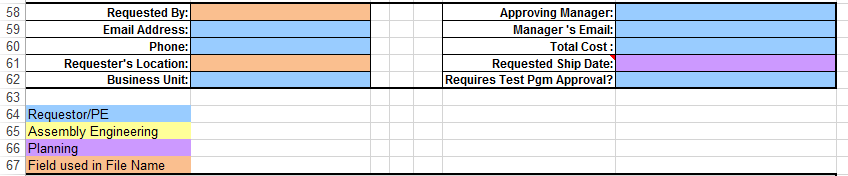 58 Requested By: Approving Manager:
59 Email Address: Manager 's Email:
60 Phone: Total Cost :
61 Requester's Location: Requested Ship Date:
62 Business Unit: Requires Test Pgm Approval?
63
64 Requestor/PE
65 Assembly Engineering
66 Planning
67 Field used in File Name